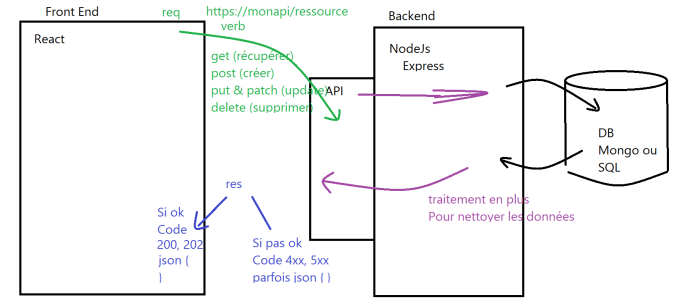 Front End
React
req
https://monapi/ressource
verb
get (récupérer)
post (créer)
put & patch (update)
delete (supprimer)
API
Backend
NodeJs
Express
DB
Mongo ou
SQL
traitement en plus
Pour nettoyer les données
res
Si ok
Code
200, 202
json {
}
Si pas ok
Code 4xx, 5xx
parfois json { }